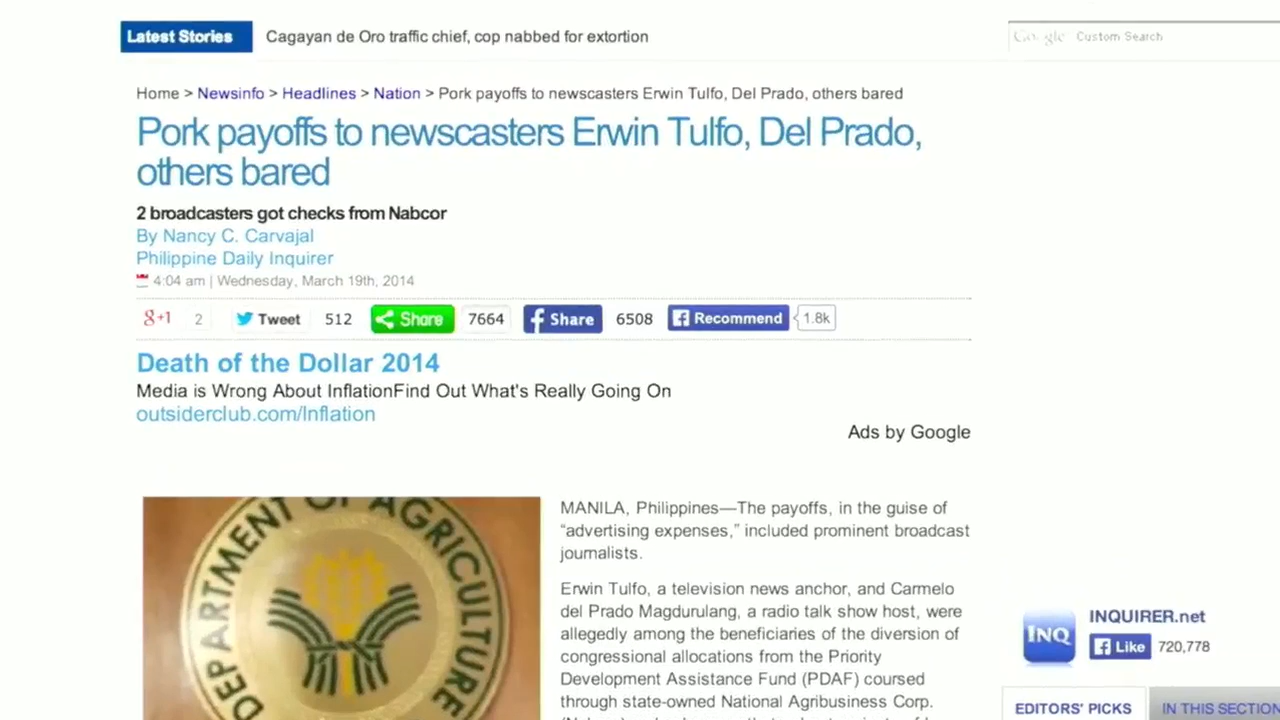 Latest Stories
Cagayan de Oro traffic chief, cop nabbed for extortion
Google Custom Search
Home > Newsinfo > Headlines > Nation > Pork payoffs to newscasters Erwin Tulfo, Del Prado, others bared
Pork payoffs to newscasters Erwin Tulfo, Del Prado,
others bared
2 broadcasters got checks from Nabcor
By Nancy C. Carvajal
Philippine Daily Inquirer
4:04 am | Wednesday, March 19th, 2014
g+1 2 Tweet 512 Share 7664 Share 6508 Recommend 1.8k
Death of the Dollar 2014
Media is Wrong About InflationFind Out What's Really Going On
outsiderclub.com/Inflation
Ads by Google
DEPARTMENT OF AGRICULTURE
MANILA, Philippines—The payoffs, in the guise of
“advertising expenses,” included prominent broadcast
journalists.
Erwin Tulfo, a television news anchor, and Carmelo
del Prado Magdurulang, a radio talk show host, were
allegedly among the beneficiaries of the diversion of
congressional allocations from the Priority
Development Assistance Fund (PDAF) coursed
through state-owned National Agribusiness Corp.
INQ
INQUIRER.net
Like 720,778
EDITORS' PICKS
IN THIS SECTION